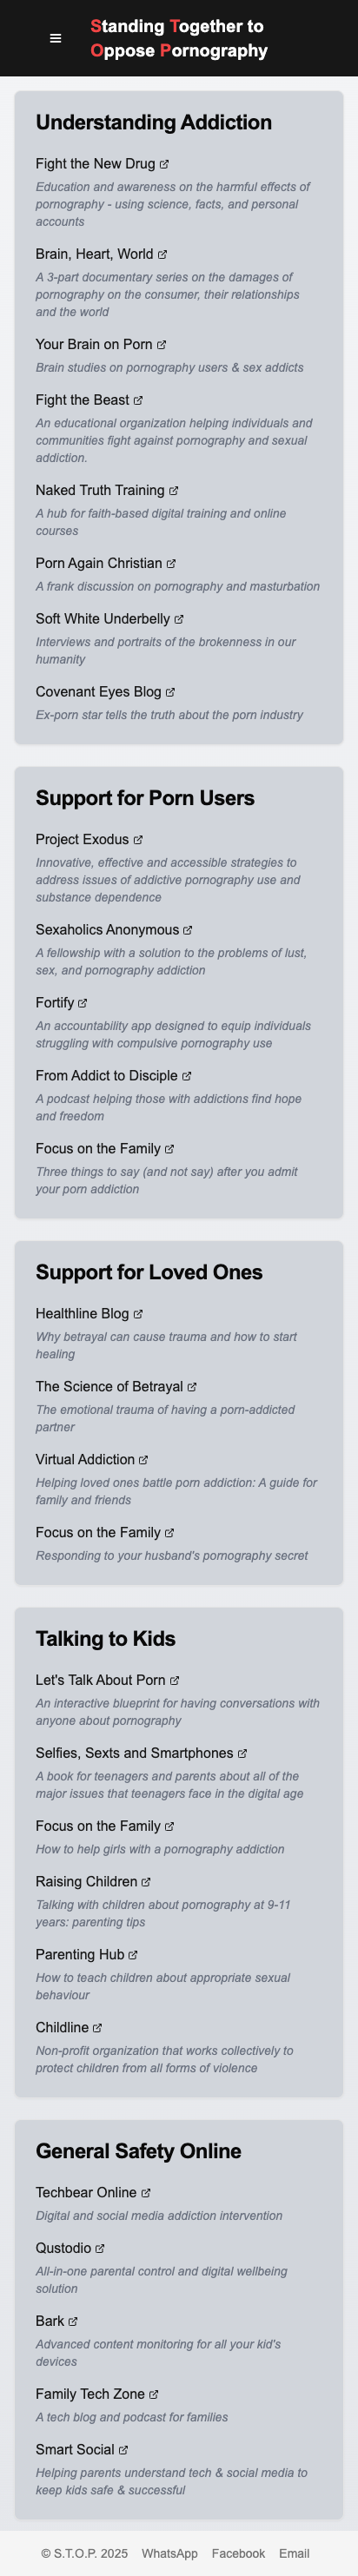 Standing Together to
Oppose Pornography
Understanding Addiction
Fight the New Drug
Education and awareness on the harmful effects of
pornography - using science, facts, and personal
accounts
Brain, Heart, World
A 3-part documentary series on the damages of
pornography on the consumer, their relationships
and the world
Your Brain on Porn
Brain studies on pornography users & sex addicts
Fight the Beast
An educational organization helping individuals and
communities fight against pornography and sexual
addiction.
Naked Truth Training
A hub for faith-based digital training and online
courses
Porn Again Christian
A frank discussion on pornography and masturbation
Soft White Underbelly
Interviews and portraits of the brokenness in our
humanity
Covenant Eyes Blog
Ex-porn star tells the truth about the porn industry
Support for Porn Users
Project Exodus
Innovative, effective and accessible strategies to
address issues of addictive pornography use and
substance dependence
Sexaholics Anonymous
A fellowship with a solution to the problems of lust,
sex, and pornography addiction
Fortify
An accountability app designed to equip individuals
struggling with compulsive pornography use
From Addict to Disciple
A podcast helping those with addictions find hope
and freedom
Focus on the Family
Three things to say (and not say) after you admit
your porn addiction
Support for Loved Ones
Healthline Blog
Why betrayal can cause trauma and how to start
healing
The Science of Betrayal
The emotional trauma of having a porn-addicted
partner
Virtual Addiction
Helping loved ones battle porn addiction: A guide for
family and friends
Focus on the Family
Responding to your husband's pornography secret
Talking to Kids
Let's Talk About Porn
An interactive blueprint for having conversations with
anyone about pornography
Selfies, Sexts and Smartphones
A book for teenagers and parents about all of the
major issues that teenagers face in the digital age
Focus on the Family
How to help girls with a pornography addiction
Raising Children
Talking with children about pornography at 9-11
years: parenting tips
Parenting Hub
How to teach children about appropriate sexual
behaviour
Childline
Non-profit organization that works collectively to
protect children from all forms of violence
General Safety Online
Techbear Online
Digital and social media addiction intervention
Qustodio
All-in-one parental control and digital wellbeing
solution
Bark
Advanced content monitoring for all your kid's
devices
Family Tech Zone
A tech blog and podcast for families
Smart Social
Helping parents understand tech & social media to
keep kids safe & successful
© S.T.O.P. 2025 WhatsApp Facebook Email